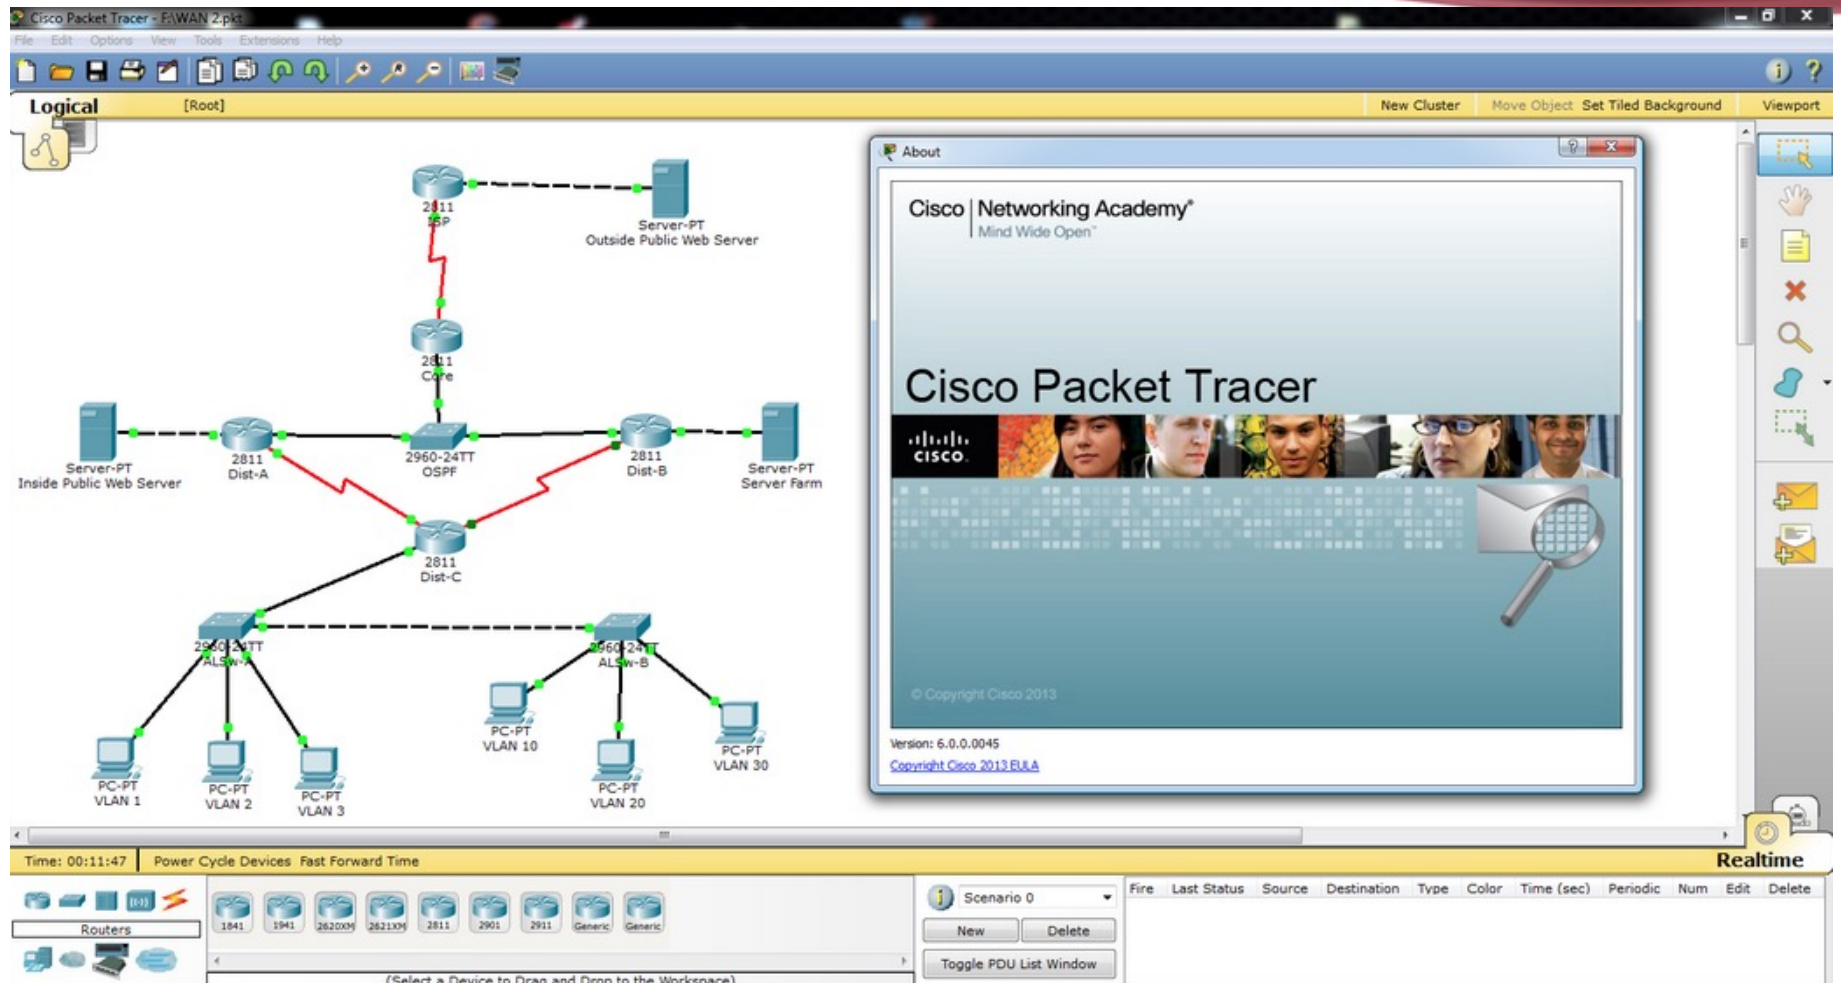 Cisco Packet Tracer - F:\WAN 2.pkt
File Edit Options View Tools Extensions Help
Logical [Root] New Cluster Move Object Set Tiled Background Viewport
2811
ISP
Server-PT
Outside Public Web Server
2811
Core
Server-PT
Inside Public Web Server
2811
Dist-A
2960-24TT
OSPF
2811
Dist-B
Server-PT
Server Farm
2811
Dist-C
2960-24TT
ALSw-A
2960-24TT
ALSw-B
PC-PT
VLAN 1
PC-PT
VLAN 2
PC-PT
VLAN 3
PC-PT
VLAN 10
PC-PT
VLAN 20
PC-PT
VLAN 30
About
Cisco Networking Academy®
Mind Wide Open™
Cisco Packet Tracer
CISCO.
© Copyright Cisco 2013
Version: 6.0.0.0045
Copyright Cisco 2013 EULA
Time: 00:11:47 Power Cycle Devices Fast Forward Time Realtime
Routers
1841 1941 2620XM 2621XM 2811 2901 2911 Generic Generic
(Select a Device to Drag and Drop to the Workspace)
Scenario 0
New Delete
Toggle PDU List Window
Fire Last Status Source Destination Type Color Time (sec) Periodic Num Edit Delete